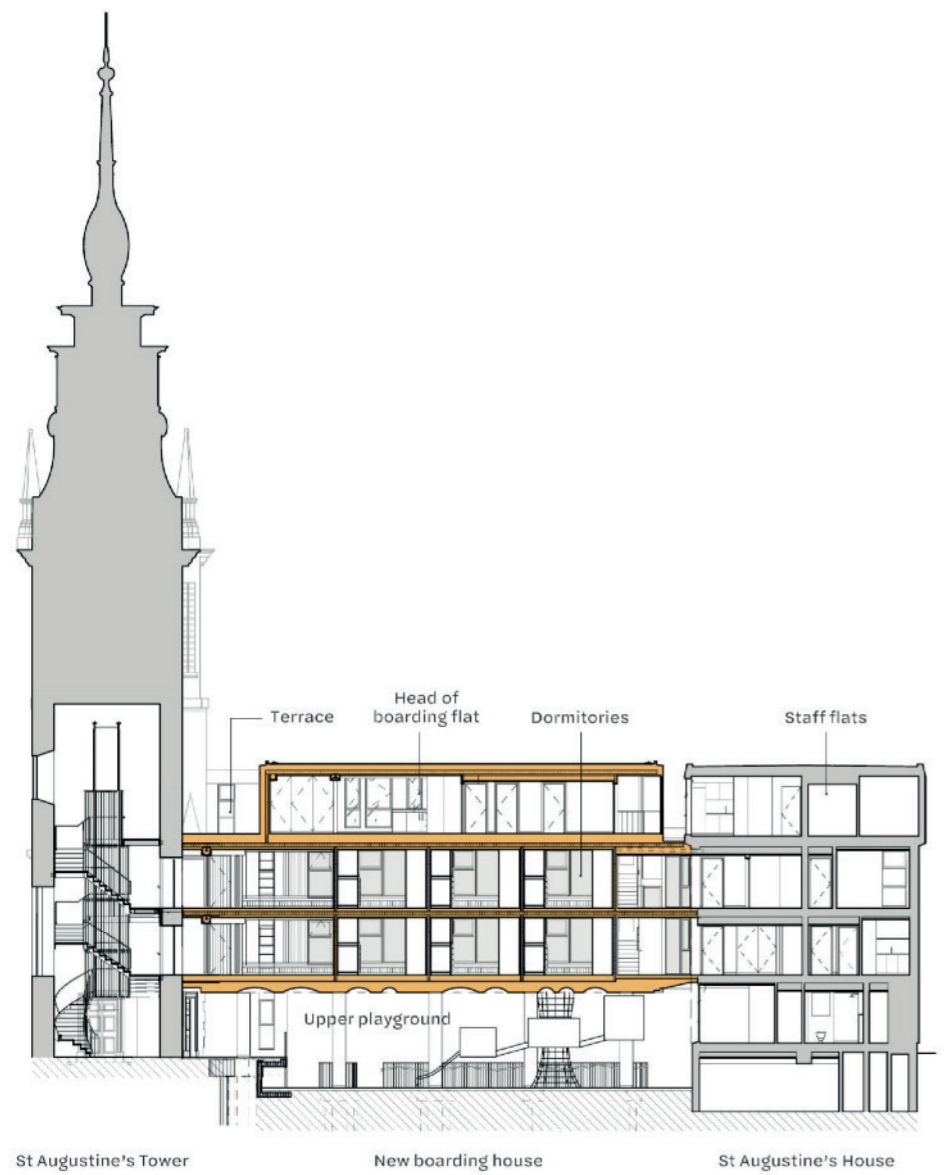 Terrace
Head of
boarding flat
Dormitories
Staff flats
Upper playground
St Augustine's Tower
New boarding house
St Augustine's House